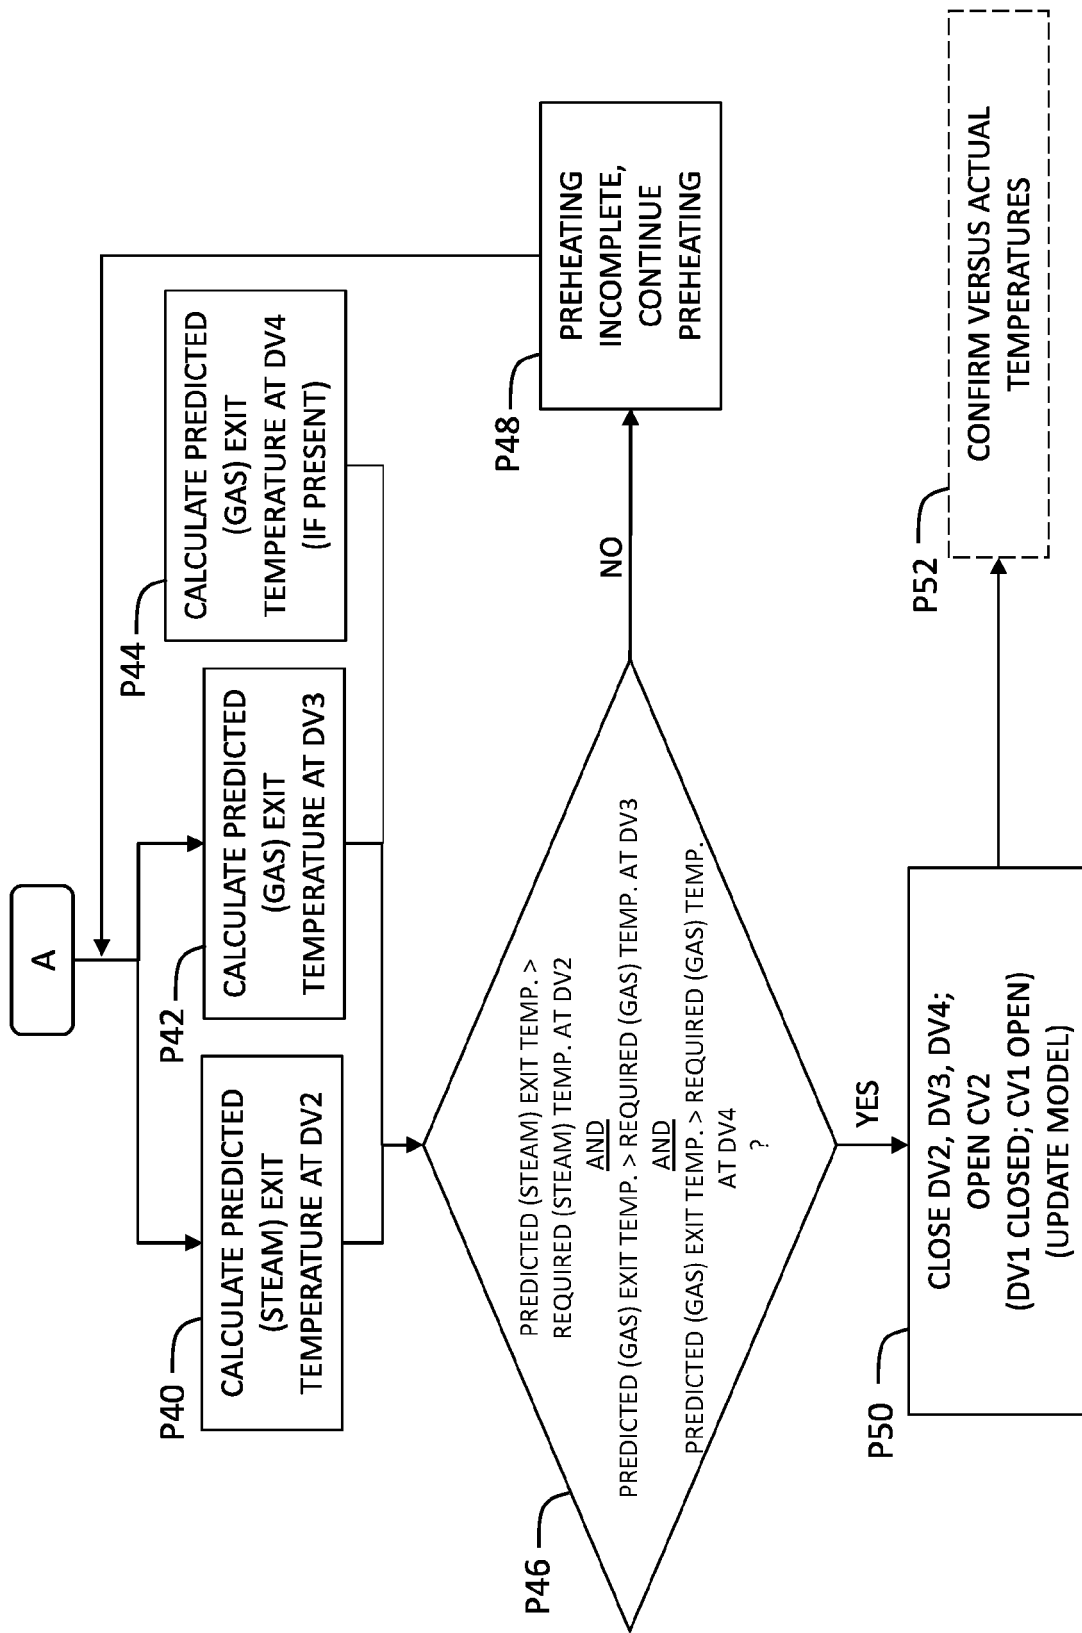 A
P40
CALCULATE PREDICTED
(STEAM) EXIT
TEMPERATURE AT DV2
P42
CALCULATE PREDICTED
(GAS) EXIT
TEMPERATURE AT DV3
P44
CALCULATE PREDICTED
(GAS) EXIT
TEMPERATURE AT DV4
(IF PRESENT)
P46
PREDICTED (STEAM) EXIT TEMP. >
REQUIRED (STEAM) TEMP. AT DV2
AND
PREDICTED (GAS) EXIT TEMP. > REQUIRED (GAS) TEMP. AT DV3
AND
PREDICTED (GAS) EXIT TEMP. > REQUIRED (GAS) TEMP.
AT DV4
?
NO
P48
PREHEATING
INCOMPLETE,
CONTINUE
PREHEATING
YES
P50
CLOSE DV2, DV3, DV4;
OPEN CV2
(DV1 CLOSED; CV1 OPEN)
(UPDATE MODEL)
P52
CONFIRM VERSUS ACTUAL
TEMPERATURES